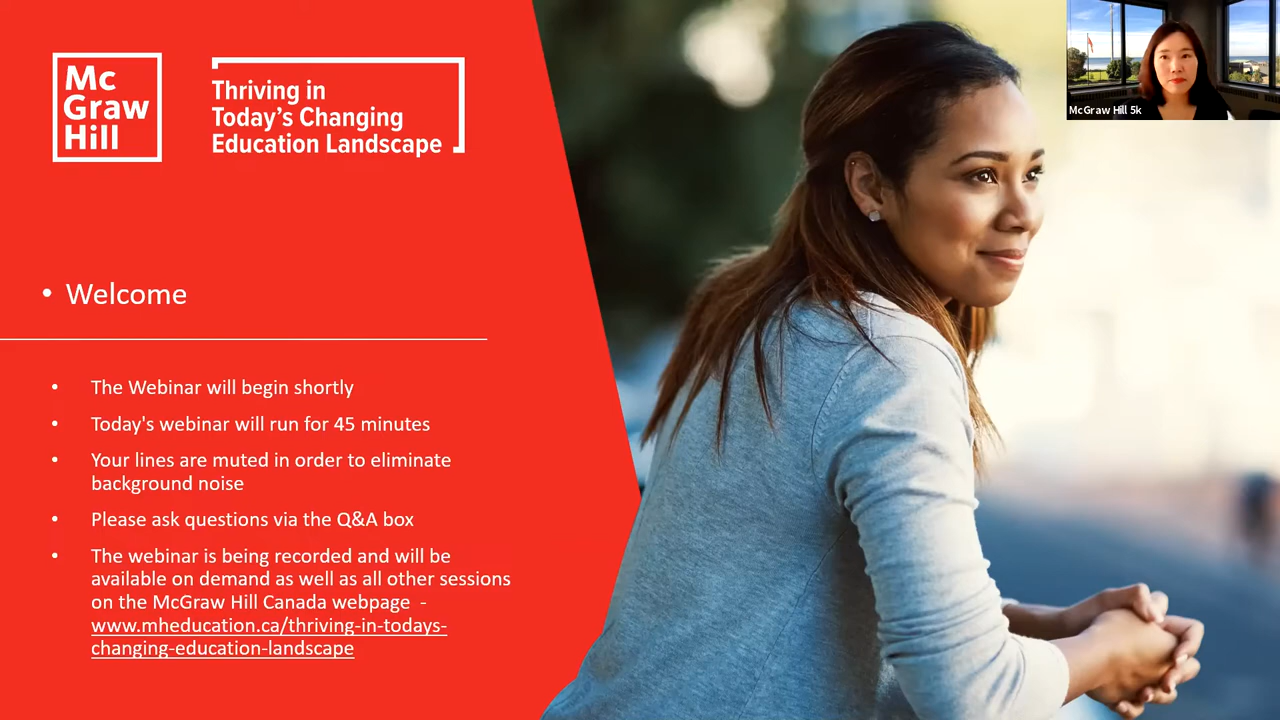 Mc
Graw
Hill
Thriving in
Today's Changing
Education Landscape
McGraw Hill 5k
• Welcome
• The Webinar will begin shortly
• Today's webinar will run for 45 minutes
• Your lines are muted in order to eliminate
background noise
• Please ask questions via the Q&A box
• The webinar is being recorded and will be
available on demand as well as all other sessions
on the McGraw Hill Canada webpage -
www.mheducation.ca/thriving-in-todays-
changing-education-landscape